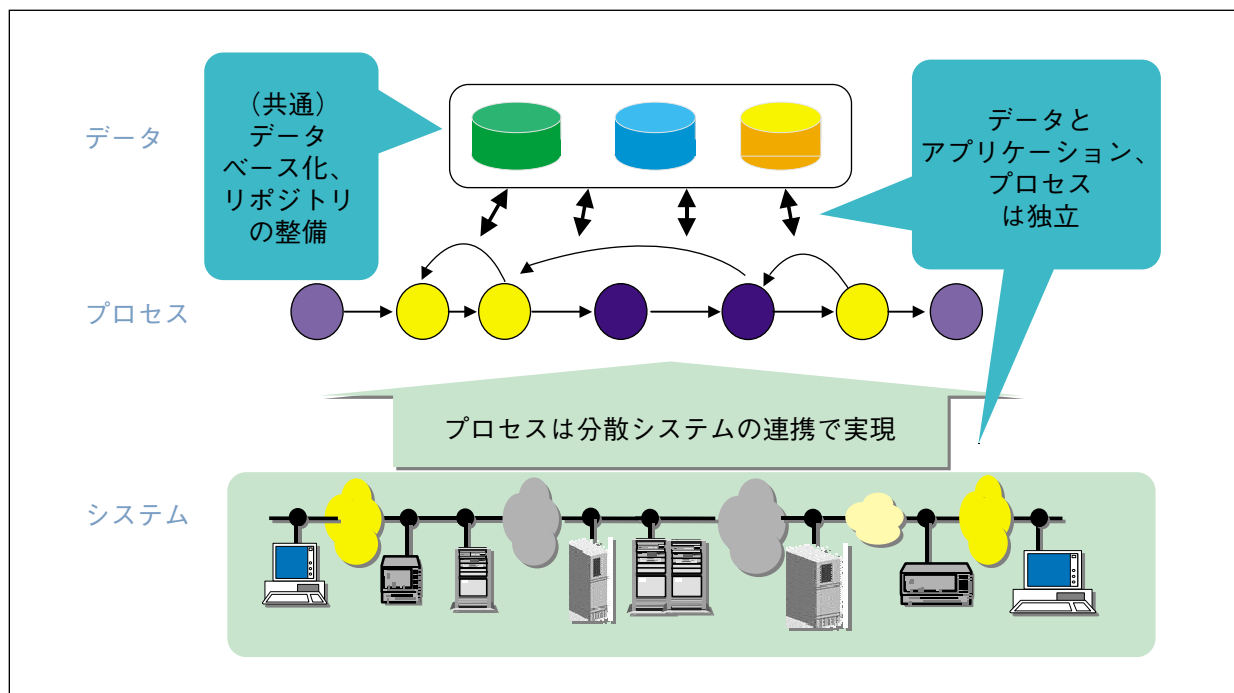 データ
（共通）
データ
ベース化、
リポジトリ
の整備
データと
アプリケーション、
プロセス
は独立
プロセス
プロセスは分散システムの連携で実現
システム